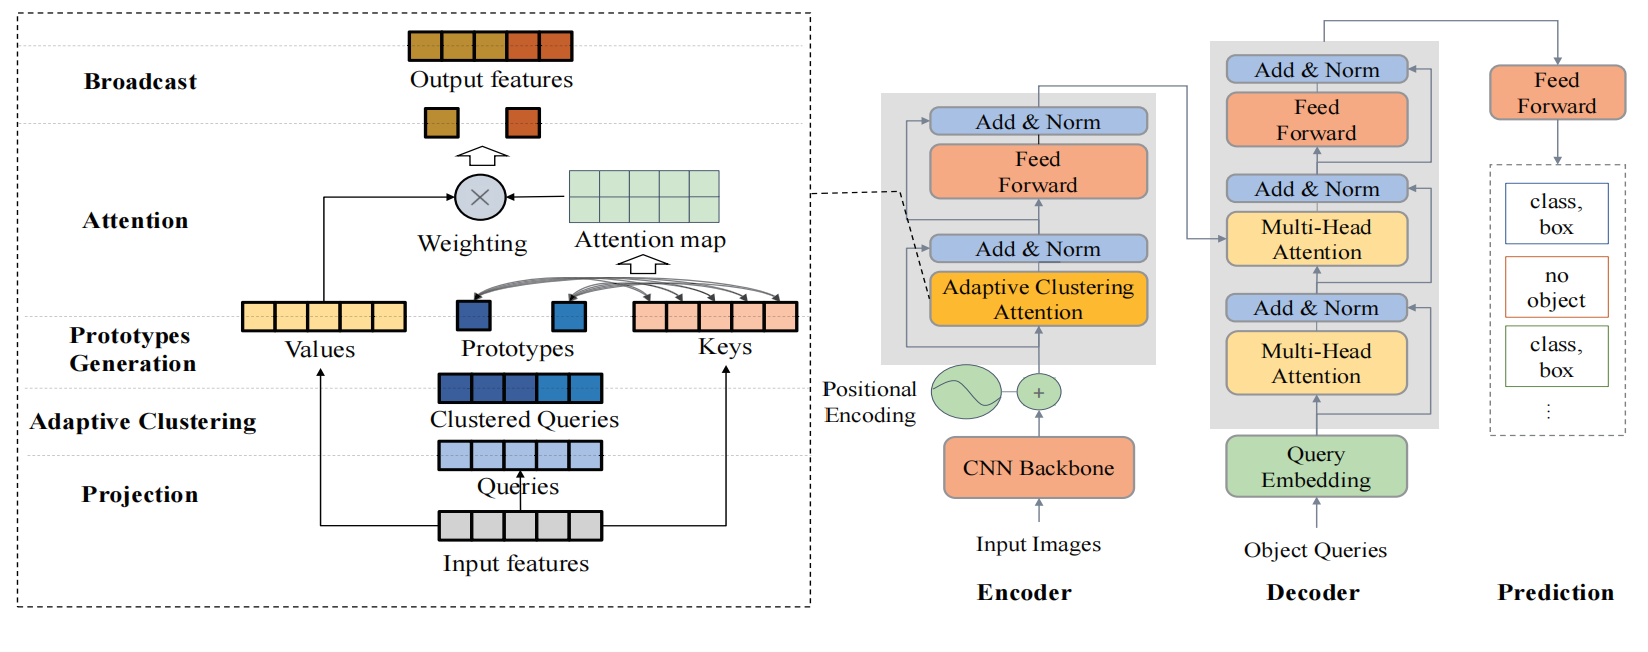 Broadcast
Output features
Attention
Weighting
Attention map
Prototypes
Generation
Values
Prototypes
Keys
Adaptive Clustering
Clustered Queries
Projection
Queries
Input features
Add & Norm
Feed
Forward
Add & Norm
Adaptive Clustering
Attention
Positional
Encoding
+
CNN Backbone
Input Images
Encoder
Add & Norm
Feed
Forward
Add & Norm
Multi-Head
Attention
Add & Norm
Multi-Head
Attention
Query
Embedding
Object Queries
Decoder
Feed
Forward
class,
box
no
object
class,
box
⋮
Prediction